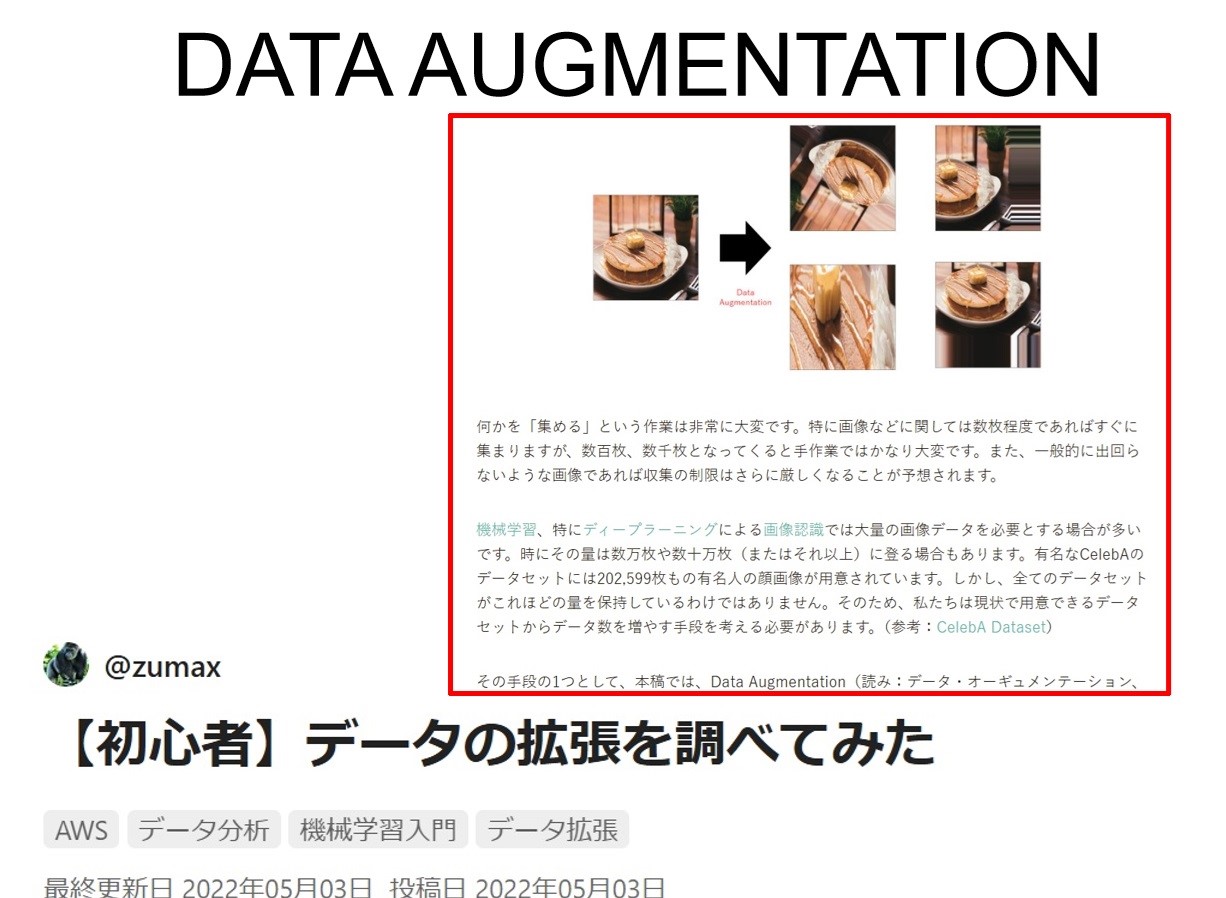 DATA AUGMENTATION
Data
Augmentation
何かを「集める」という作業は非常に大変です。特に画像などに関しては数枚程度であればすぐに
集まりますが、数百枚、数千枚となってくると手作業ではかなり大変です。また、一般的に出回ら
ないような画像であれば収集の制限はさらに厳しくなることが予想されます。
機械学習、特にディープラーニングによる画像認識では大量の画像データを必要とする場合が多い
です。時にその量は数万枚や数十万枚（またはそれ以上）に登る場合もあります。有名なCelebAの
データセットには202,599枚もの有名人の顔画像が用意されています。しかし、全てのデータセット
がこれほどの量を保持しているわけではありません。そのため、私たちは現状で用意できるデータ
セットからデータ数を増やす手段を考える必要があります。（参考：CelebA Dataset）
その手段の1つとして、本稿では、Data Augmentation（読み：データ・オーギュメンテーション、
@zumax
【初心者】データの拡張を調べてみた
AWS データ分析 機械学習入門 データ拡張
最終更新日 2022年05月03日 投稿日 2022年05月03日